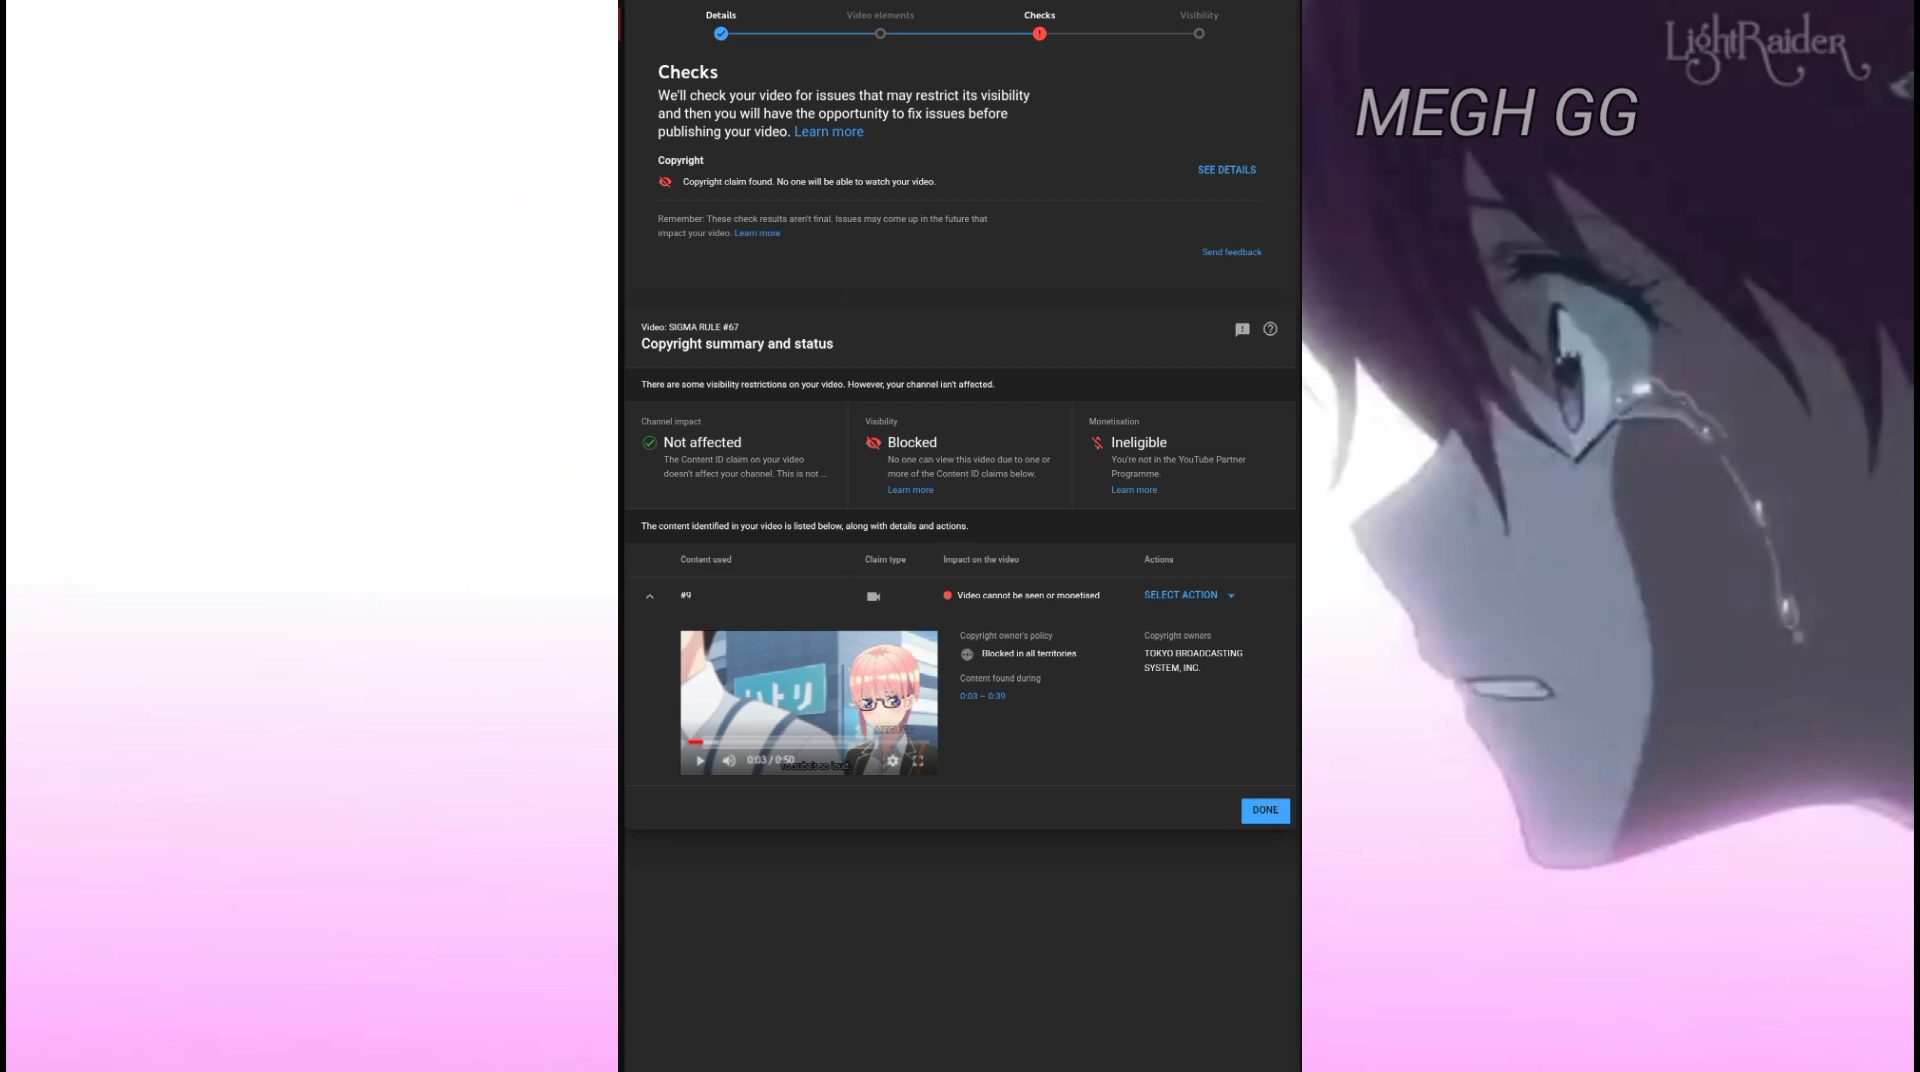 Details
Video elements
Checks
Visibility
LightRaider
MEGH GG
Checks
We'll check your video for issues that may restrict its visibility
and then you will have the opportunity to fix issues before
publishing your video. Learn more
Copyright
SEE DETAILS
Copyright claim found. No one will be able to watch your video.
Remember: These check results aren't final. Issues may come up in the future that
impact your video. Learn more
Send feedback
Video: SIGMA RULE #67
Copyright summary and status
There are some visibility restrictions on your video. However, your channel isn't affected.
Channel impact
Not affected
The Content ID claim on your video
doesn't affect your channel. This is not ...
Visibility
Blocked
No one can view this video due to one or
more of the Content ID claims below.
Learn more
Monetisation
Ineligible
You're not in the YouTube Partner
Programme.
Learn more
The content identified in your video is listed below, along with details and actions.
Content used
Claim type
Impact on the video
Actions
#9
Video cannot be seen or monetised
SELECT ACTION
ハトリ
MEGH GG
0:03 / 0:50
Yotsuba's so loud.
Copyright owner's policy
Blocked in all territories
Content found during
0:03 – 0:39
Copyright owners
TOKYO BROADCASTING
SYSTEM, INC.
DONE